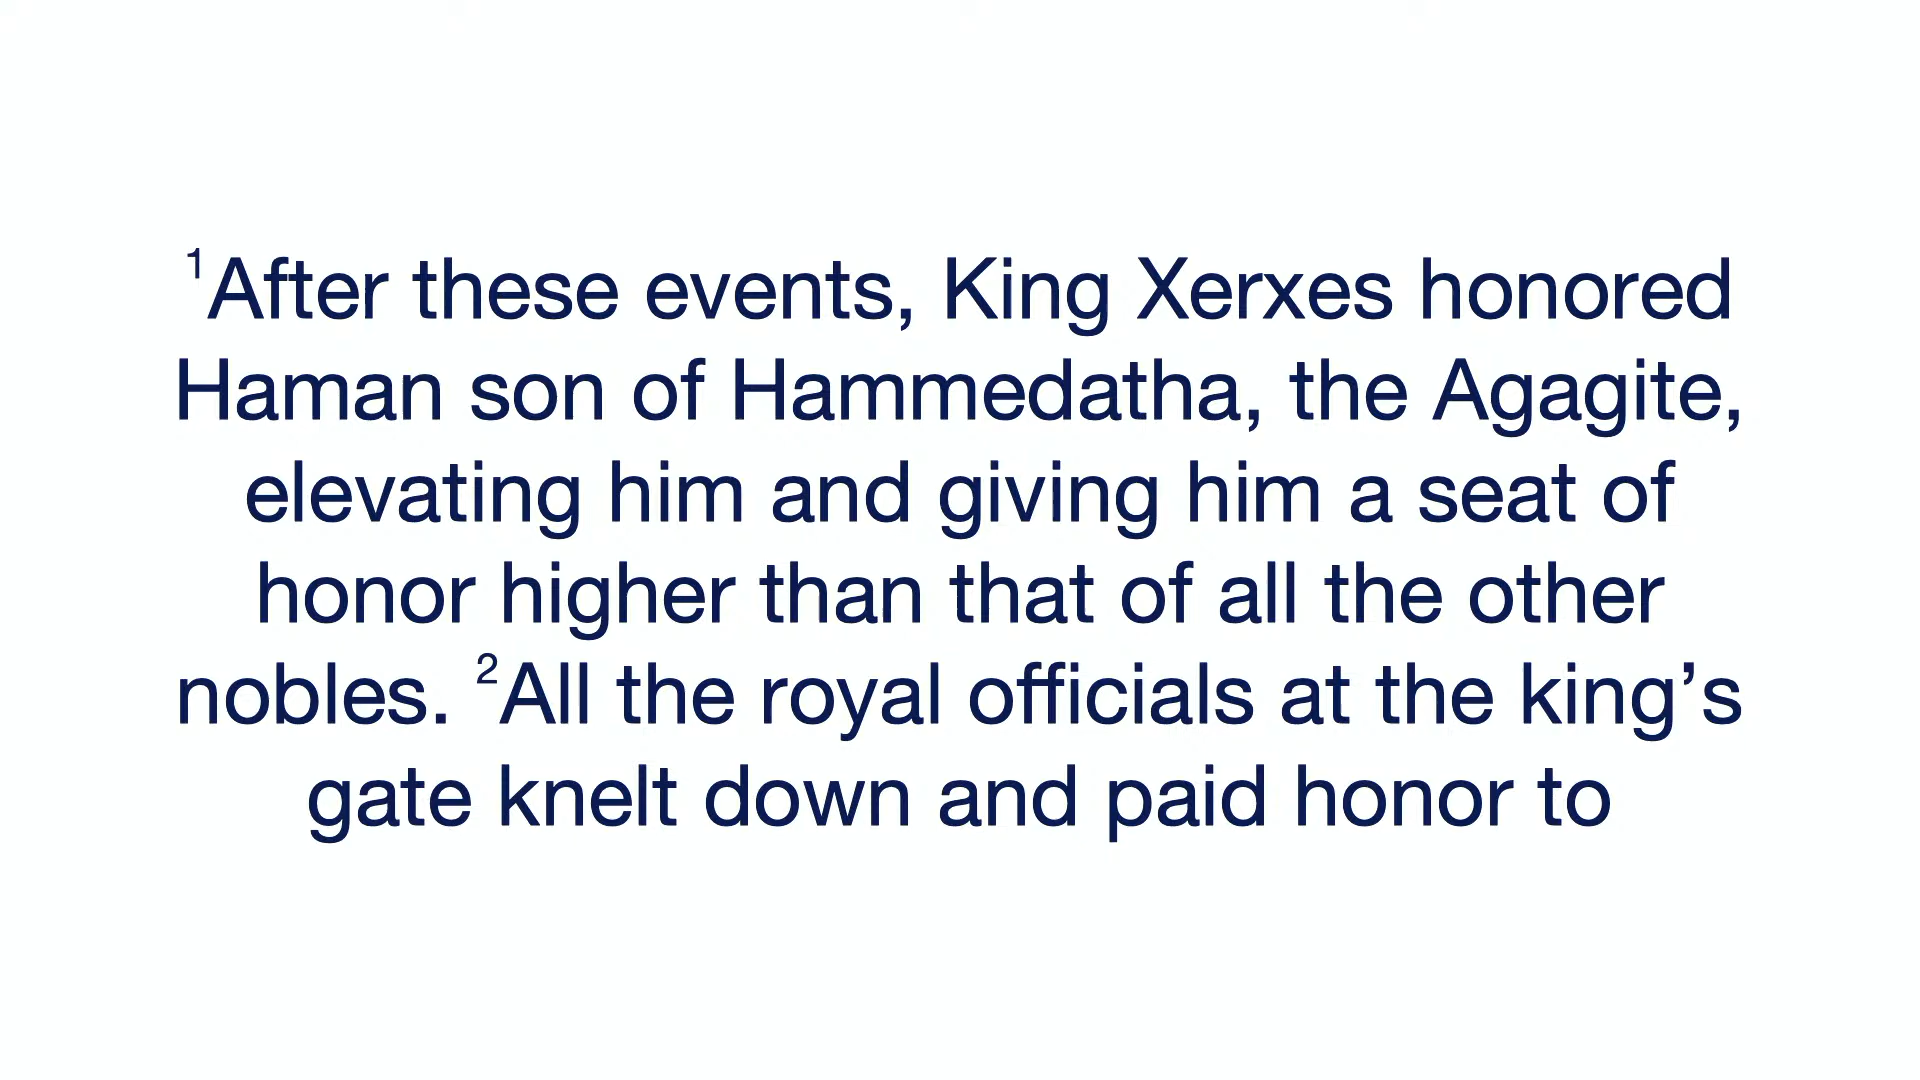 ¹After these events, King Xerxes honored
Haman son of Hammedatha, the Agagite,
elevating him and giving him a seat of
honor higher than that of all the other
nobles. ²All the royal officials at the king’s
gate knelt down and paid honor to